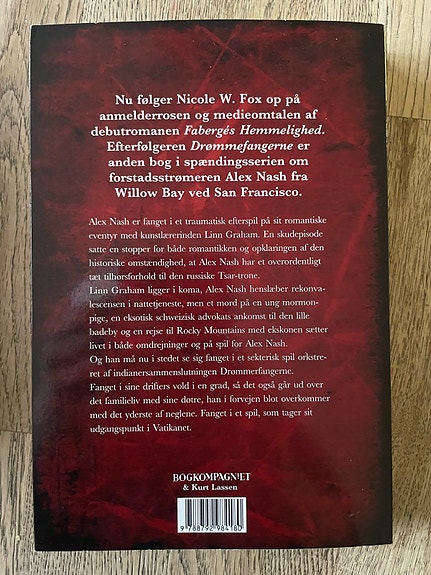 Nu følger Nicole W. Fox op på
anmelderrosen og medieomtalen af
debutromanen Fabergés Hemmelighed.
Efterfølgeren Drømmefangerne er
anden bog i spændingsserien om
forstadsstrømeren Alex Nash fra
Willow Bay ved San Francisco.
Alex Nash er fanget i et traumatisk efterspil på sit romantiske
eventyr med kunstlærerinden Linn Graham. En skudepisode
satte en stopper for både romantikken og opklaringen af den
historiske omstændighed, at Alex Nash har et overordentligt
tæt tilhørsforhold til den russiske Tsar-trone.
Linn Graham ligger i koma, Alex Nash henslæber rekonva-
lescensen i nattetjeneste, men et mord på en ung mormon-
pige, en eksotisk schweizisk advokats ankomst til den lille
badeby og en rejse til Rocky Mountains med ekskonen sætter
livet i både omdrejninger og på spil for Alex Nash.
Og han må nu i stedet se sig fanget i et sekterisk spil orkstre-
ret af indianersammenslutningen Drømmefangerne.
Fanget i sine drifters vold i en grad, så det også går ud over
det familieliv med sine døtre, han i forvejen blot overkommer
med det yderste af neglene. Fanget i et spil, som tager sit
udgangspunkt i Vatikanet.
BOGKOMPAGNIET
& Kurt Lassen
9 788792 984180